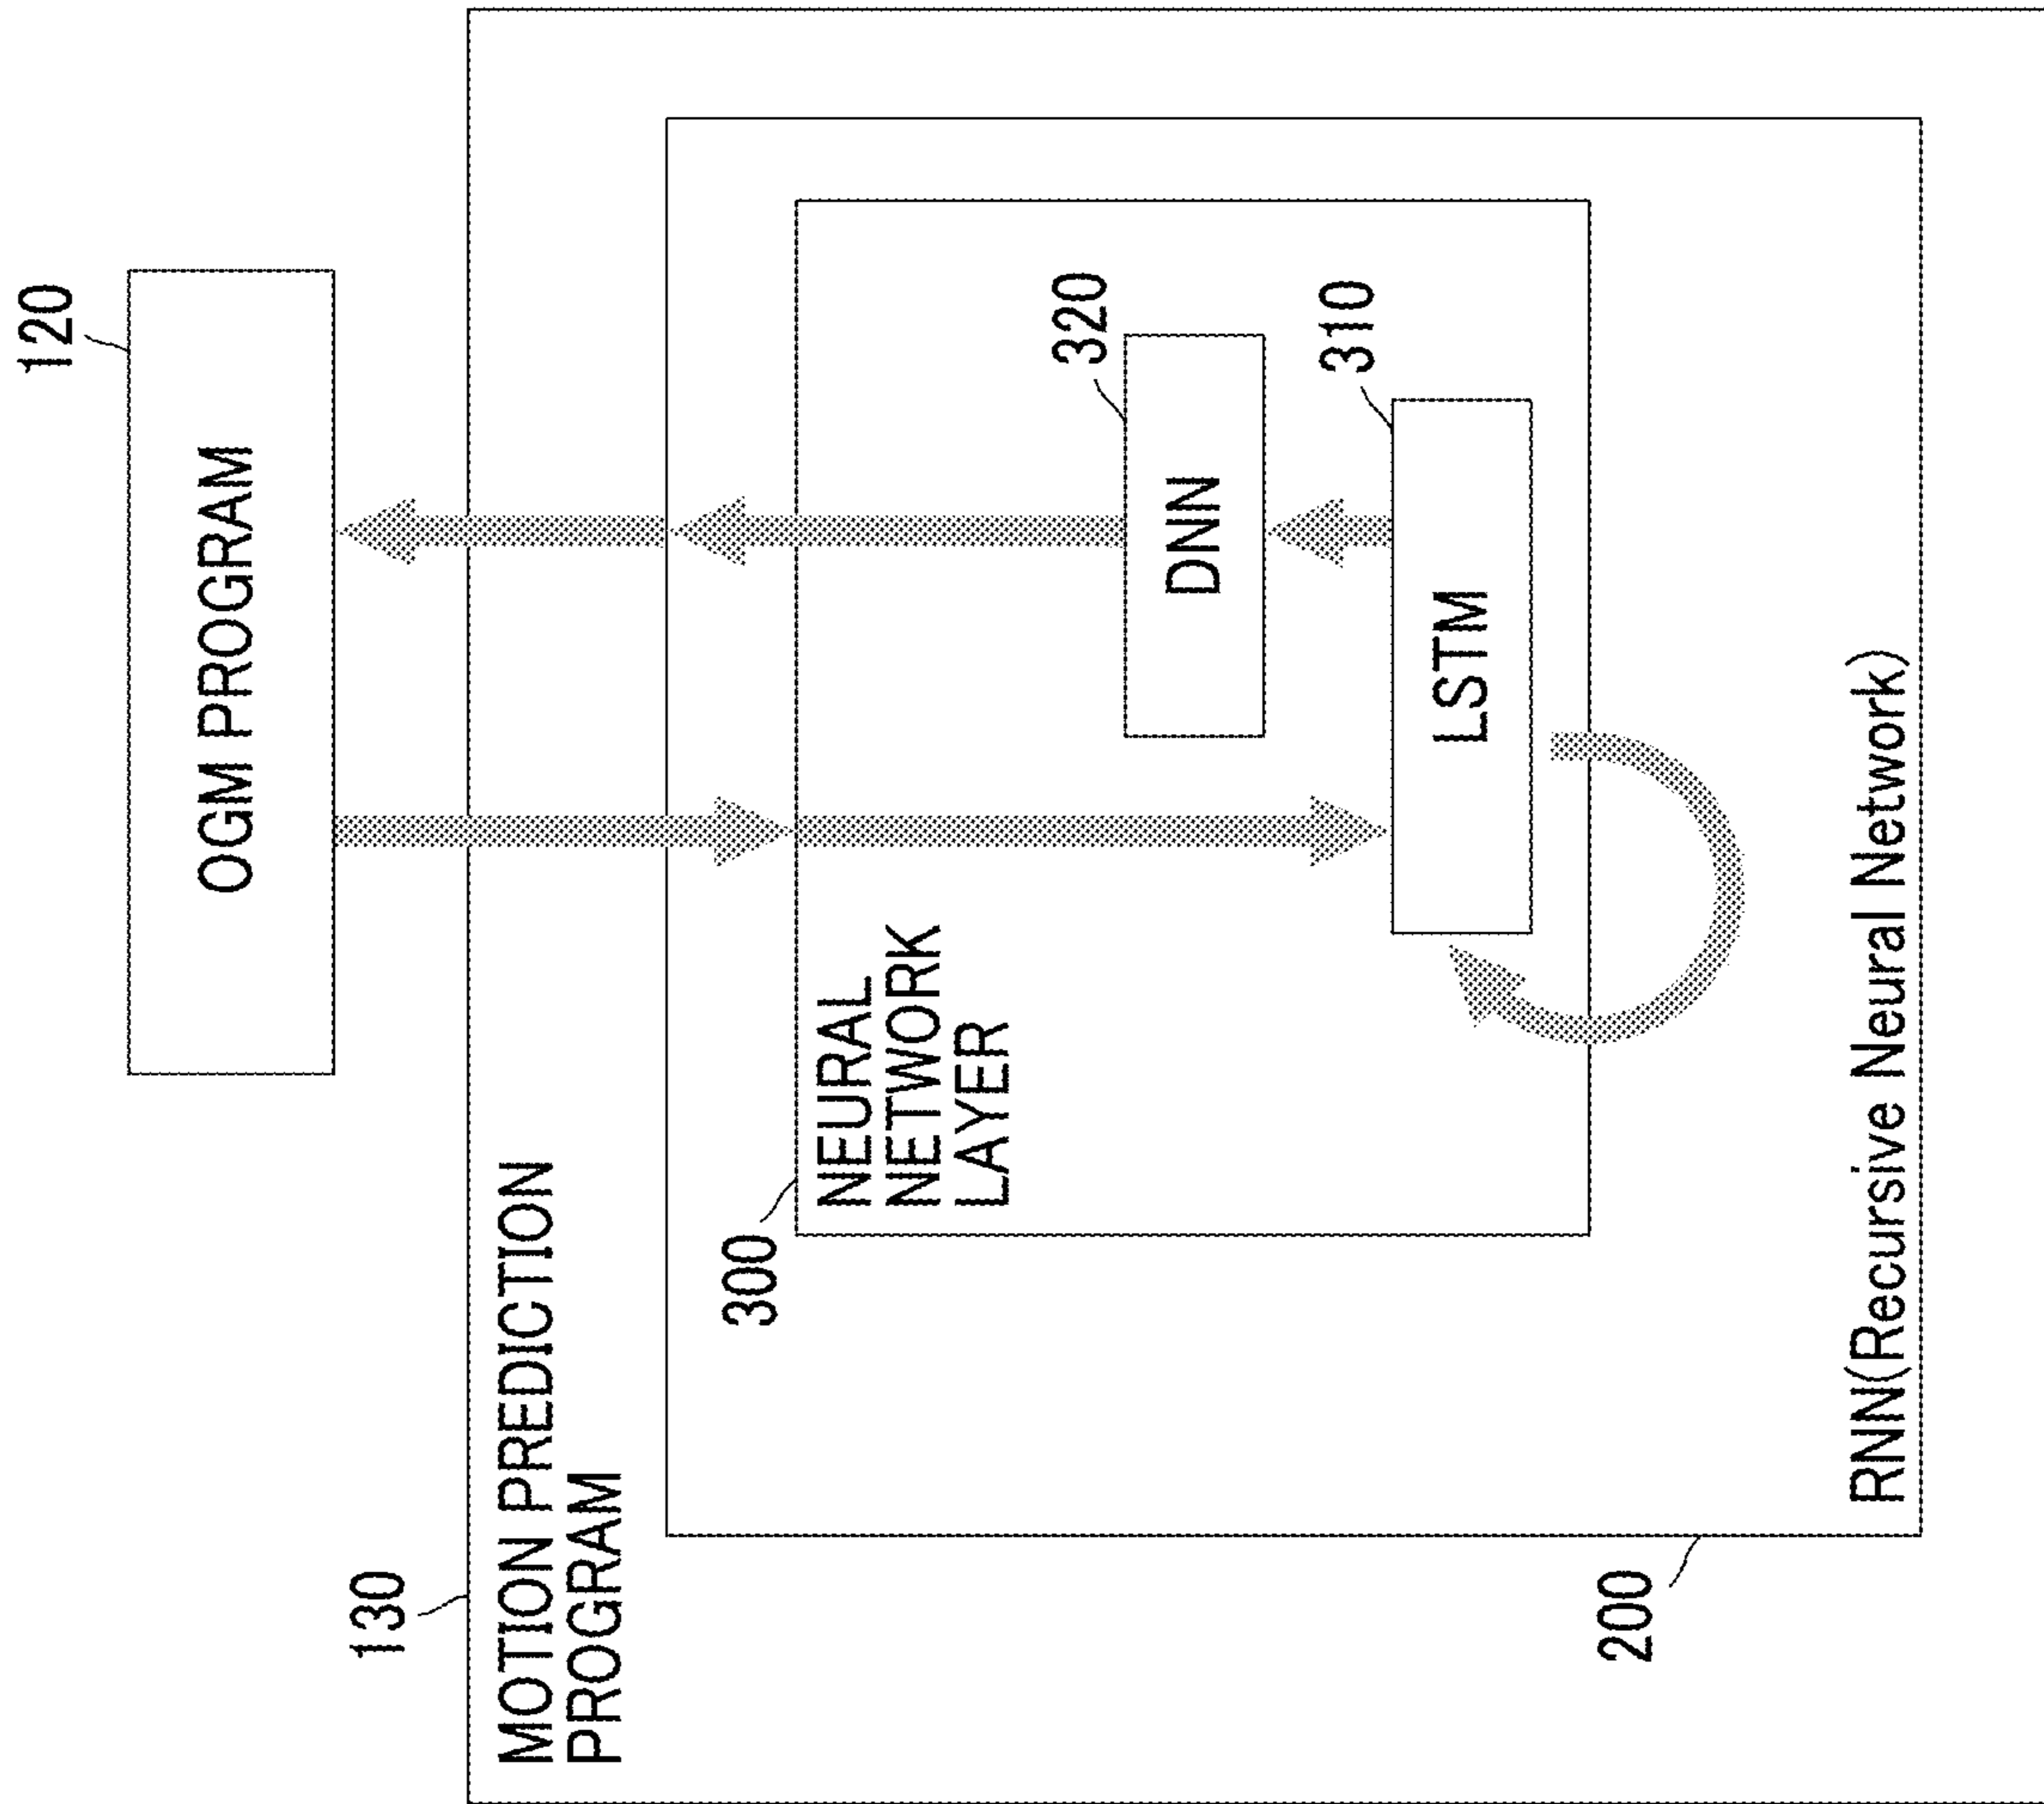 120
OGM PROGRAM
130
MOTION PREDICTION
PROGRAM
300
NEURAL
NETWORK
LAYER
320
DNN
310
LSTM
200
RNN(Recursive Neural Network)